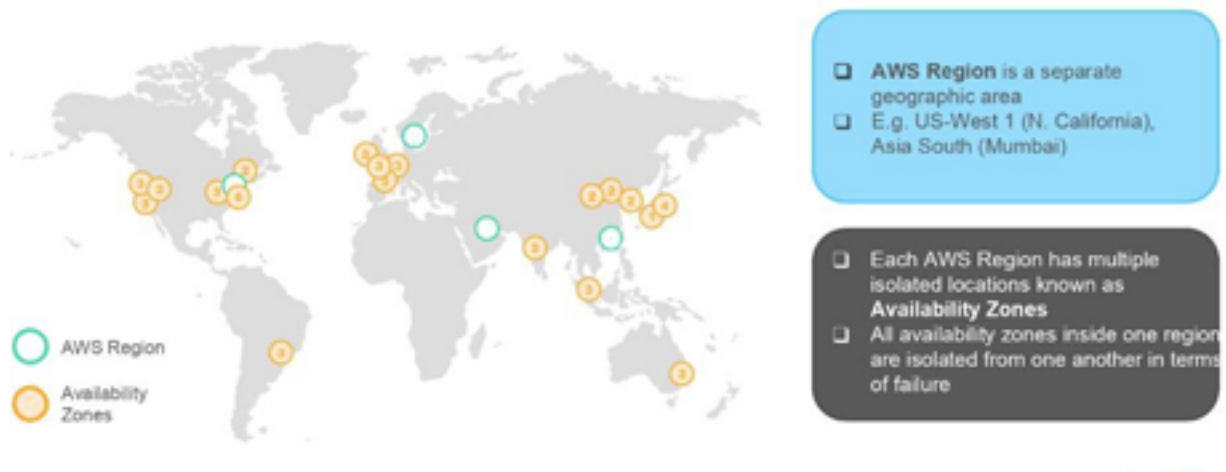 AWS Region is a separate
geographic area
E.g. US-West 1 (N. California),
Asia South (Mumbai)
Each AWS Region has multiple
isolated locations known as
Availability Zones
All availability zones inside one region
are isolated from one another in terms
of failure
AWS Region
Availability
Zones